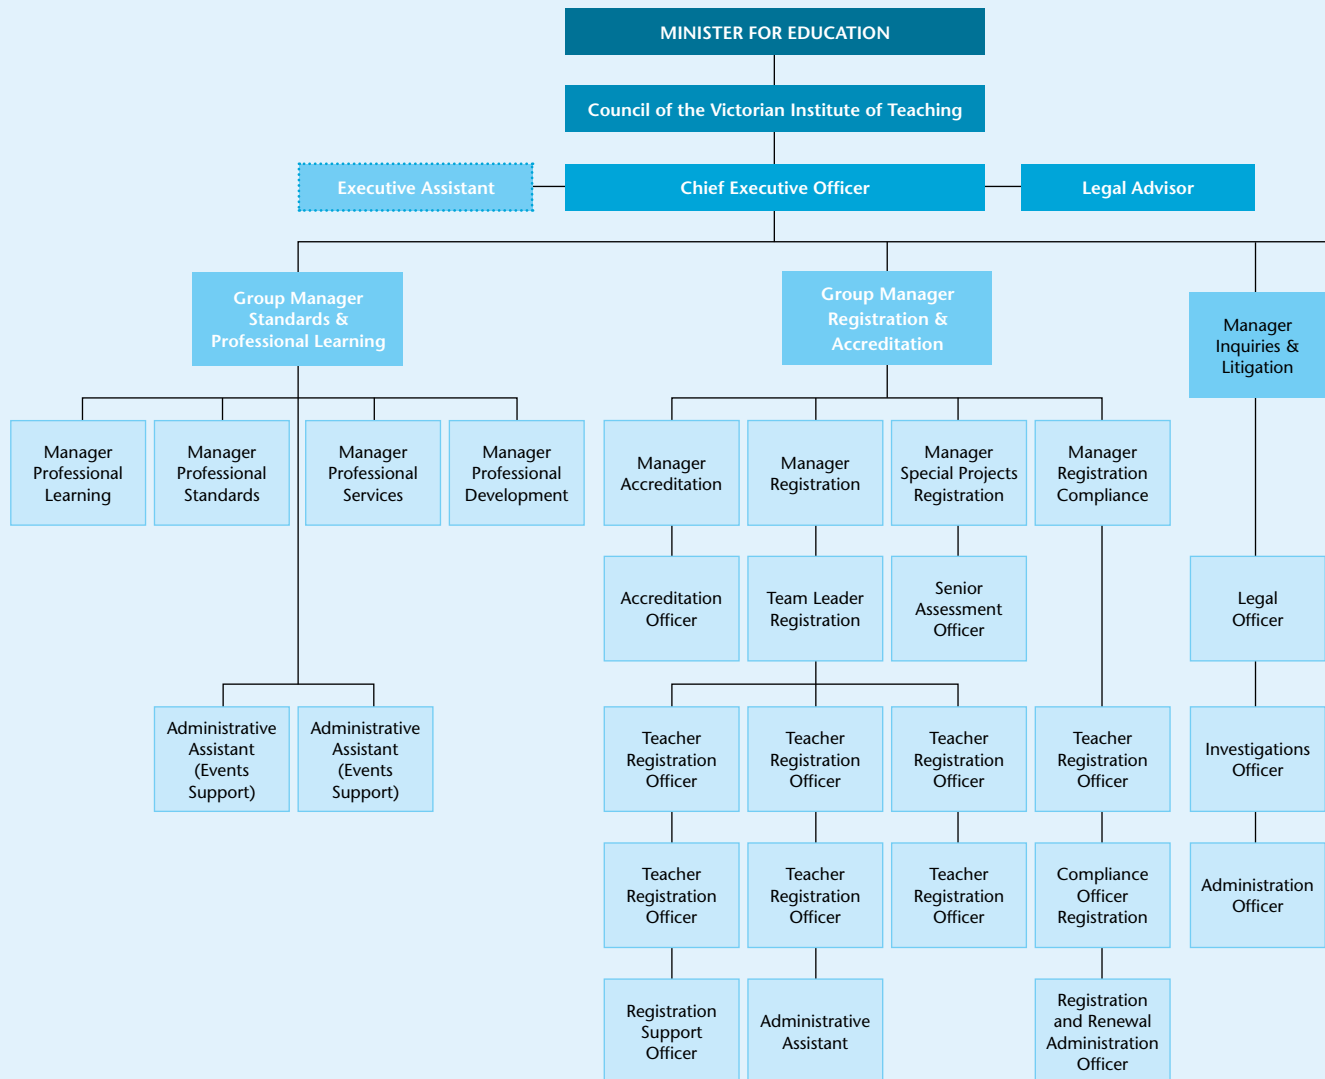 MINISTER FOR EDUCATION
Council of the Victorian Institute of Teaching
Executive Assistant
Chief Executive Officer
Legal Advisor
Group Manager
Standards &
Professional Learning
Group Manager
Registration &
Accreditation
Manager
Inquiries &
Litigation
Manager
Professional
Learning
Manager
Professional
Standards
Manager
Professional
Services
Manager
Professional
Development
Manager
Accreditation
Manager
Registration
Manager
Special Projects
Registration
Manager
Registration
Compliance
Accreditation
Officer
Team Leader
Registration
Senior
Assessment
Officer
Legal
Officer
Administrative
Assistant
(Events
Support)
Administrative
Assistant
(Events
Support)
Teacher
Registration
Officer
Teacher
Registration
Officer
Teacher
Registration
Officer
Teacher
Registration
Officer
Investigations
Officer
Teacher
Registration
Officer
Teacher
Registration
Officer
Teacher
Registration
Officer
Compliance
Officer
Registration
Administration
Officer
Registration
Support
Officer
Administrative
Assistant
Registration
and Renewal
Administration
Officer